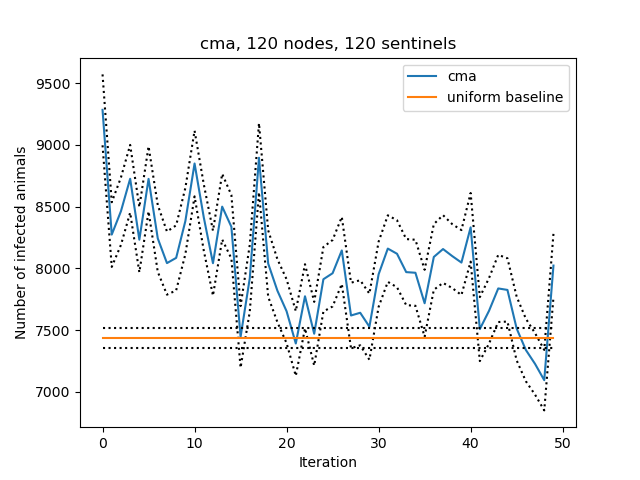 cma, 120 nodes, 120 sentinels
cma
uniform baseline
Number of infected animals
9500
9000
8500
8000
7500
7000
0 10 20 30 40 50
Iteration